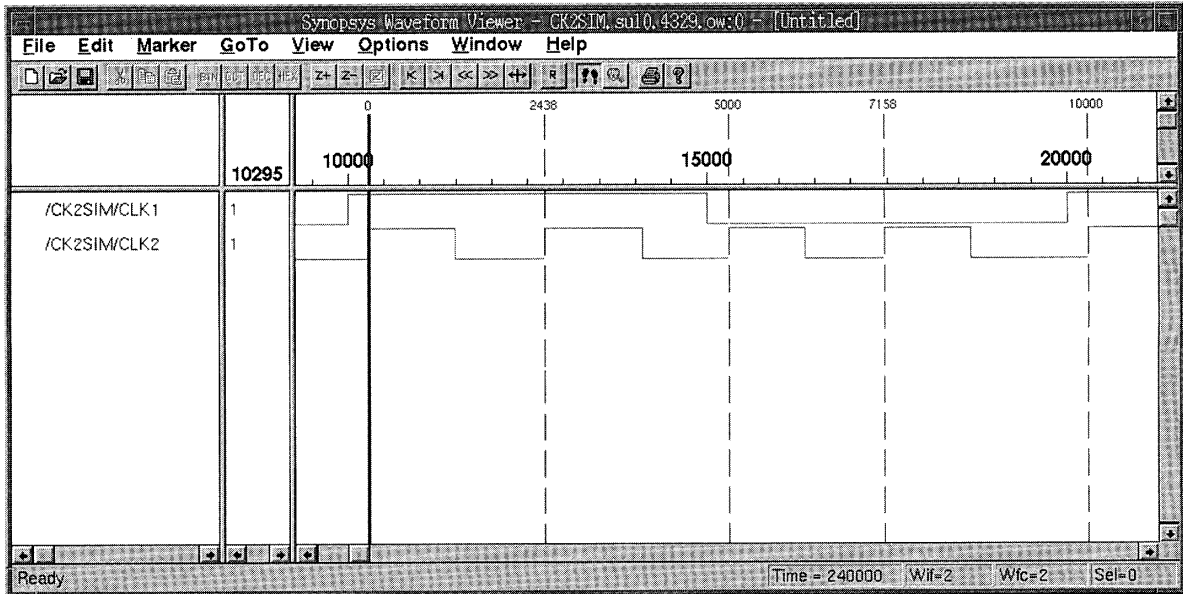 Synopsys Waveform Viewer - CK2SIM.sul0.4329.ow:0 - [Untitled]
File Edit Marker GoTo View Options Window Help
BIN OCT DEC HEX Z+ Z- R
0 2438 5000 7158 10000
10295 10000 15000 20000
/CK2SIM/CLK1 1
/CK2SIM/CLK2 1
Ready Time = 240000 Wif=2 Wfc=2 Sel=0